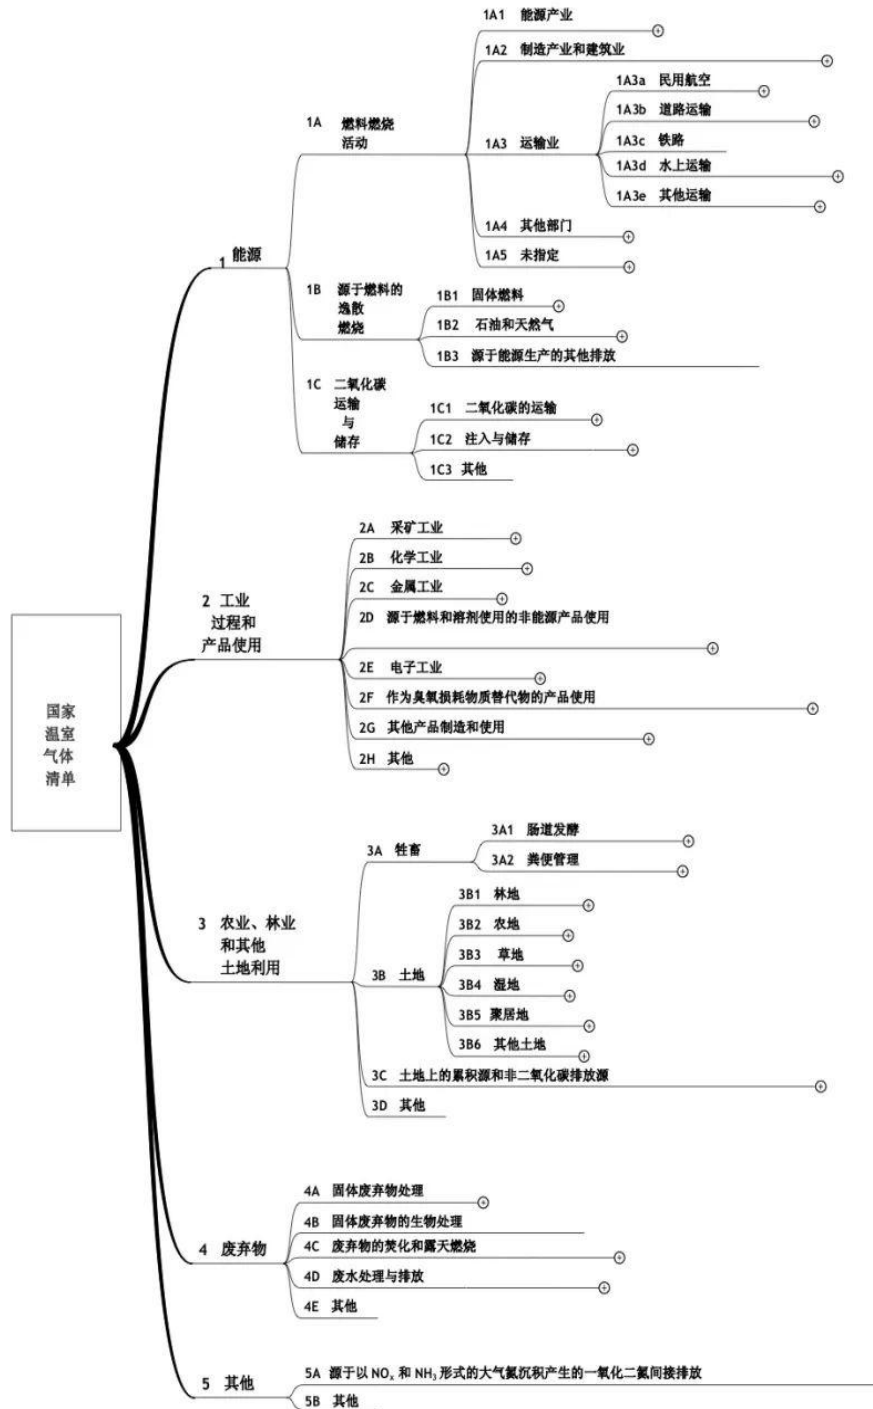 国家
温室
气体
清单
1 能源
1A 燃料燃烧
活动
1A1 能源产业
1A2 制造产业和建筑业
1A3 运输业
1A3a 民用航空
1A3b 道路运输
1A3c 铁路
1A3d 水上运输
1A3e 其他运输
1A4 其他部门
1A5 未指定
1B 源于燃料的
逸散
燃烧
1B1 固体燃料
1B2 石油和天然气
1B3 源于能源生产的其他排放
1C 二氧化碳
运输
与
储存
1C1 二氧化碳的运输
1C2 注入与储存
1C3 其他
2 工业
过程和
产品使用
2A 采矿工业
2B 化学工业
2C 金属工业
2D 源于燃料和溶剂使用的非能源产品使用
2E 电子工业
2F 作为臭氧损耗物质替代物的产品使用
2G 其他产品制造和使用
2H 其他
3 农业、林业
和其他
土地利用
3A 牲畜
3A1 肠道发酵
3A2 粪便管理
3B 土地
3B1 林地
3B2 农地
3B3 草地
3B4 湿地
3B5 聚居地
3B6 其他土地
3C 土地上的累积源和非二氧化碳排放源
3D 其他
4 废弃物
4A 固体废弃物处理
4B 固体废弃物的生物处理
4C 废弃物的焚化和露天燃烧
4D 废水处理与排放
4E 其他
5 其他
5A 源于以 NOₓ 和 NH₃ 形式的大气氮沉积产生的一氧化二氮间接排放
5B 其他